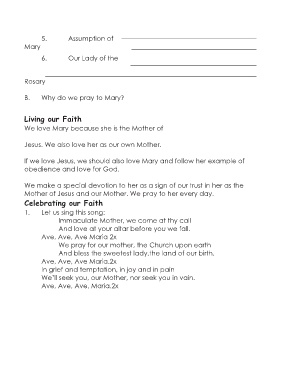 5. Assumption of
Mary
6. Our Lady of the
Rosary
B. Why do we pray to Mary?
Living our Faith
We love Mary because she is the Mother of
Jesus. We also love her as our own Mother.
If we love Jesus, we should also love Mary and follow her example of
obedience and love for God.
We make a special devotion to her as a sign of our trust in her as the
Mother of Jesus and our Mother. We pray to her every day.
Celebrating our Faith
1. Let us sing this song:
Immaculate Mother, we come at thy call
And love at your altar before you we fall.
Ave, Ave, Ave Maria.2x
We pray for our mother, the Church upon earth
And bless the sweetest lady,the land of our birth.
Ave, Ave, Ave Maria.2x
In grief and temptation, in joy and in pain
We'll seek you, our Mother, nor seek you in vain.
Ave, Ave, Ave, Maria.2x